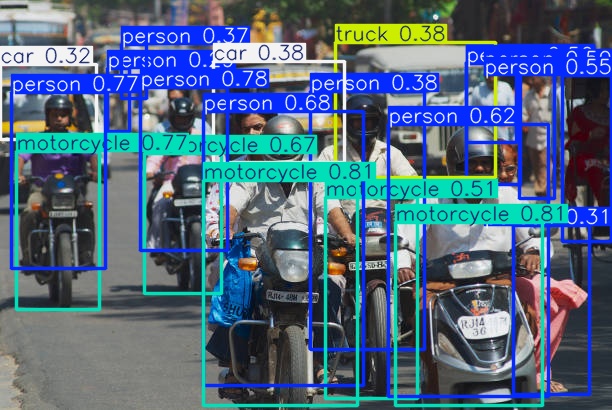 person 0.37
truck 0.38
car 0.32
car 0.38
person 0.55
person 0.77
person 0.78
person 0.38
person 0.68
person 0.62
motorcycle 0.77
0.67
motorcycle 0.81
motorcycle 0.51
motorcycle 0.81
0.31
RJ14